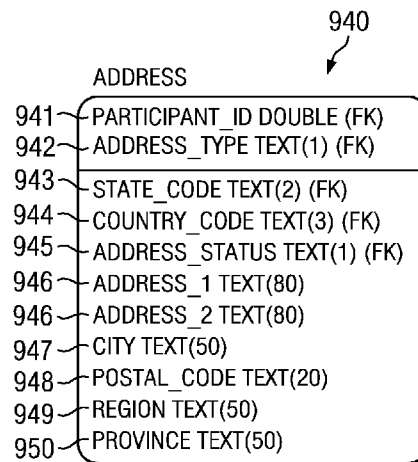 940
ADDRESS
941 PARTICIPANT_ID DOUBLE (FK)
942 ADDRESS_TYPE TEXT(1) (FK)
943 STATE_CODE TEXT(2) (FK)
944 COUNTRY_CODE TEXT(3) (FK)
945 ADDRESS_STATUS TEXT(1) (FK)
946 ADDRESS_1 TEXT(80)
946 ADDRESS_2 TEXT(80)
947 CITY TEXT(50)
948 POSTAL_CODE TEXT(20)
949 REGION TEXT(50)
950 PROVINCE TEXT(50)